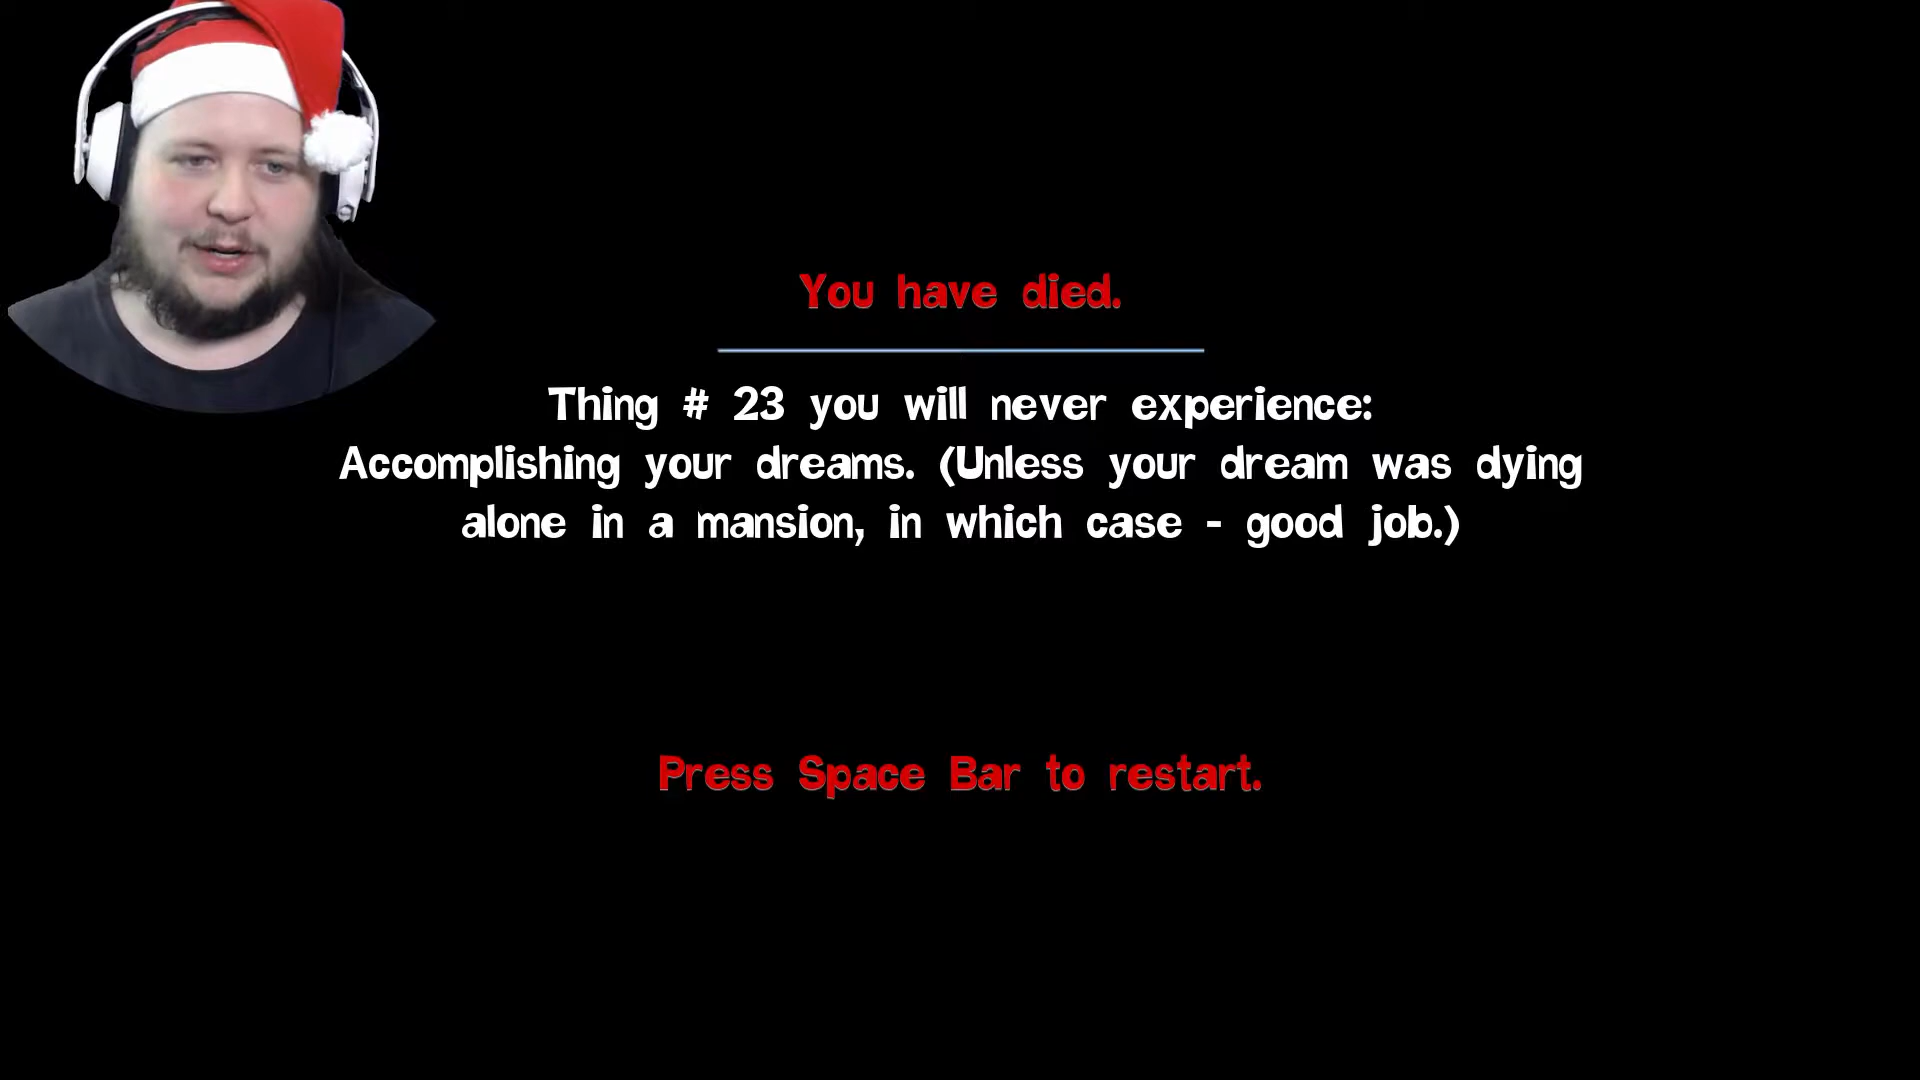 You have died.
Thing # 23 you will never experience:
Accomplishing your dreams. (Unless your dream was dying
alone in a mansion, in which case - good job.)
Press Space Bar to restart.